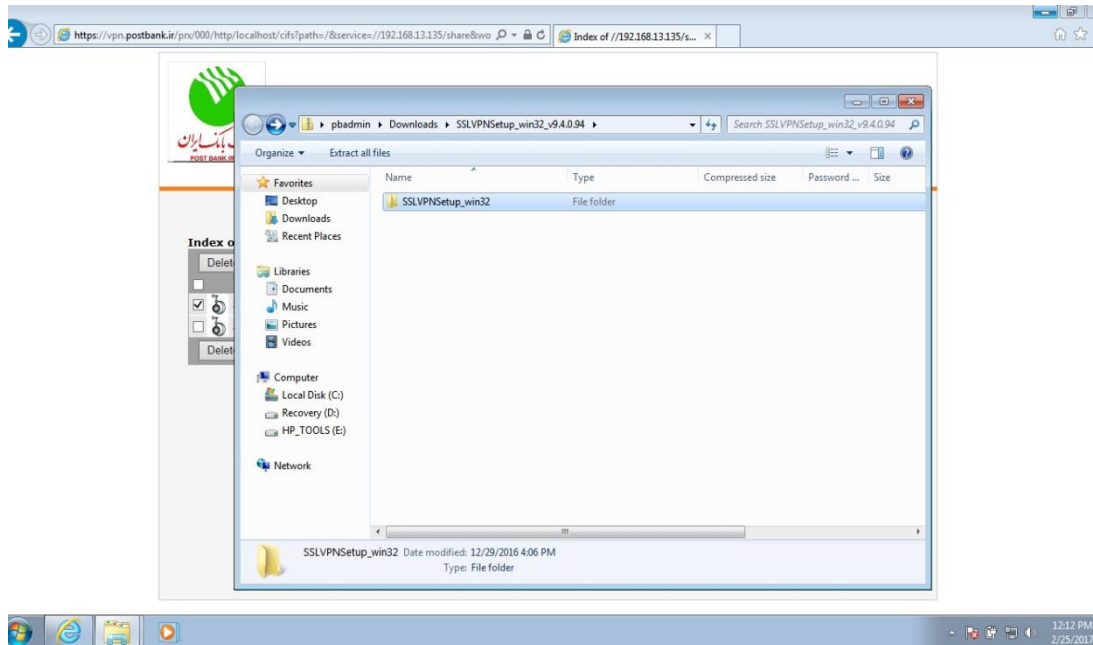 https://vpn.postbank.ir/prx/000/http/localhost/cifs?path=/&service=//192.168.13.135/share&wo
Index of //192.168.13.135/s...
پست بانک ایران
POST BANK
pbadmin ▸ Downloads ▸ SSLVPNSetup_win32_v9.4.0.94 ▸
Search SSLVPNSetup_win32_v9.4.0.94
Organize
Extract all files
Name
Type
Compressed size
Password ...
Size
SSLVPNSetup_win32
File folder
Favorites
Desktop
Downloads
Recent Places
Libraries
Documents
Music
Pictures
Videos
Computer
Local Disk (C:)
Recovery (D:)
HP_TOOLS (E:)
Network
Index o
Delet
Delet
SSLVPNSetup_win32 Date modified: 12/29/2016 4:06 PM
Type: File folder
12:12 PM
2/25/2017